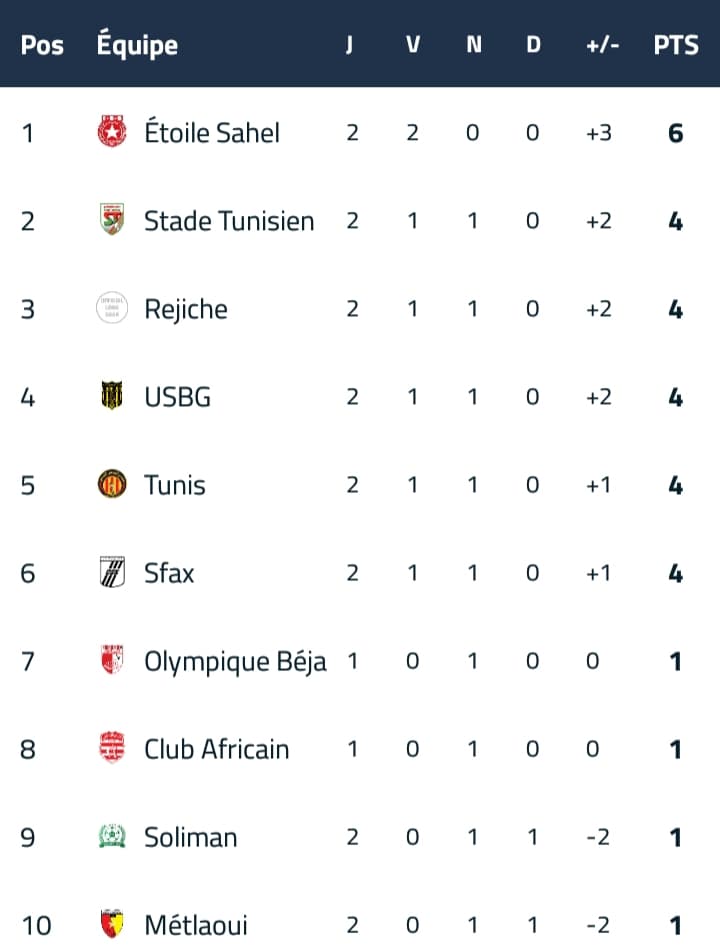 Pos Équipe J V N D +/- PTS
1 Étoile Sahel 2 2 0 0 +3 6
2 Stade Tunisien 2 1 1 0 +2 4
3 Rejiche 2 1 1 0 +2 4
4 USBG 2 1 1 0 +2 4
5 Tunis 2 1 1 0 +1 4
6 Sfax 2 1 1 0 +1 4
7 Olympique Béja 1 0 1 0 0 1
8 Club Africain 1 0 1 0 0 1
9 Soliman 2 0 1 1 -2 1
10 Métlaoui 2 0 1 1 -2 1